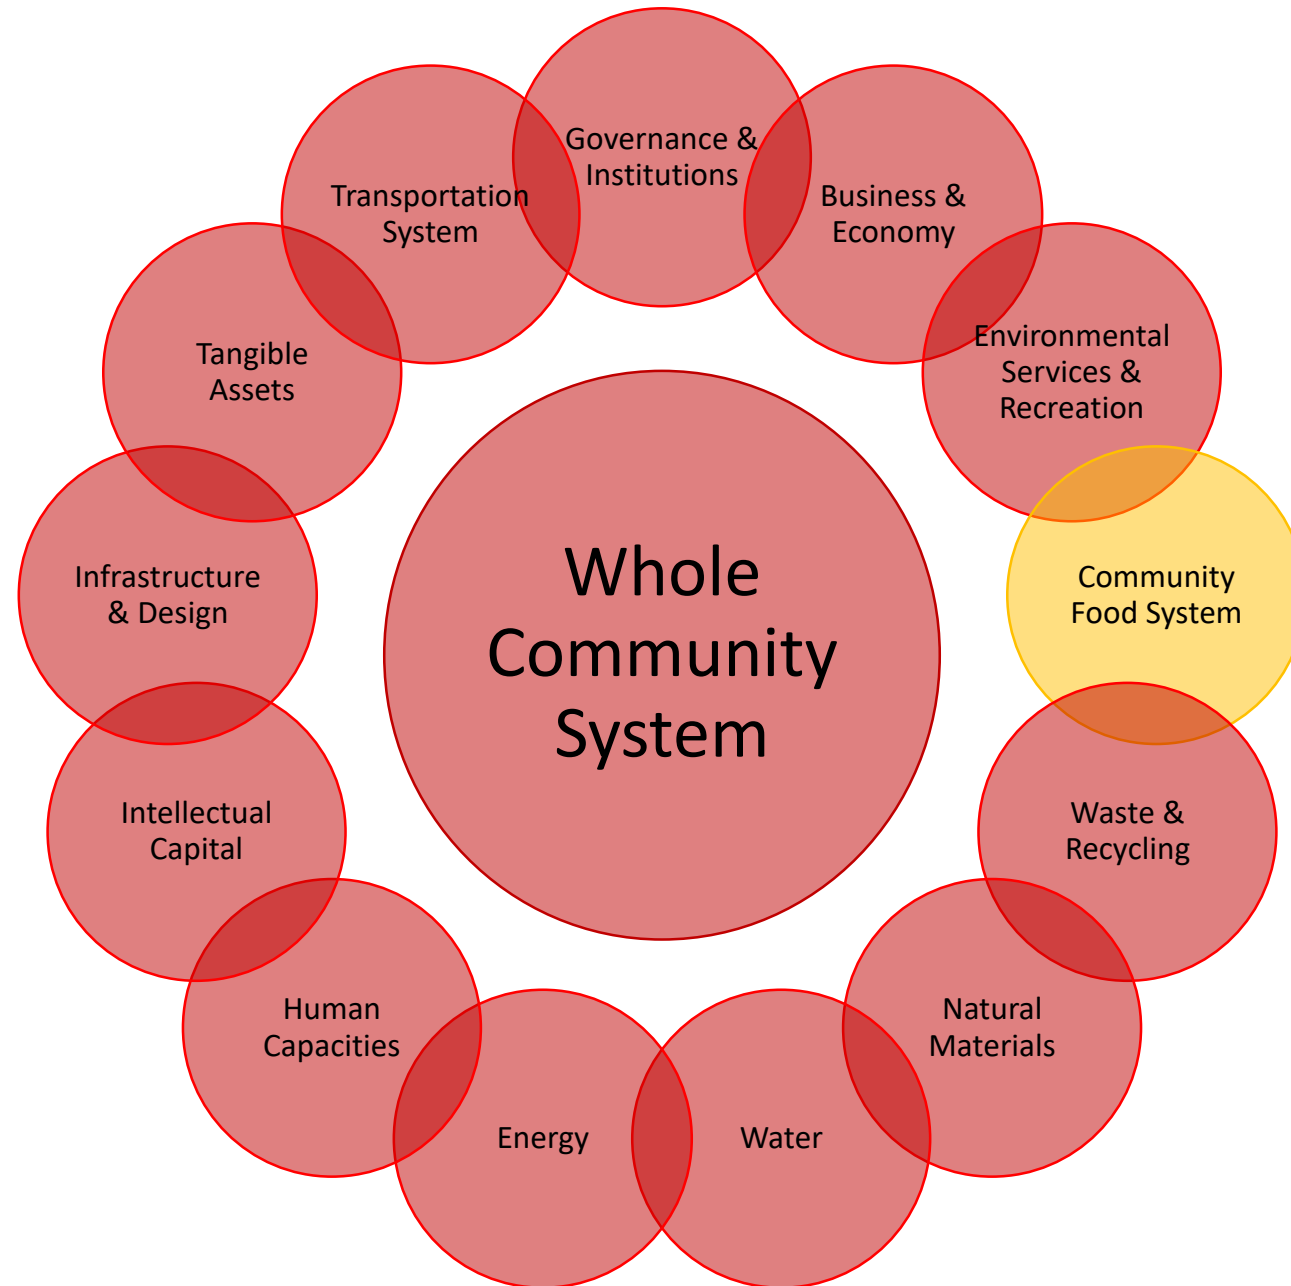 Governance &
Institutions
Business &
Economy
Environmental
Services &
Recreation
Community
Food System
Waste &
Recycling
Natural
Materials
Water
Energy
Human
Capacities
Intellectual
Capital
Infrastructure
& Design
Tangible
Assets
Transportation
System
Whole
Community
System